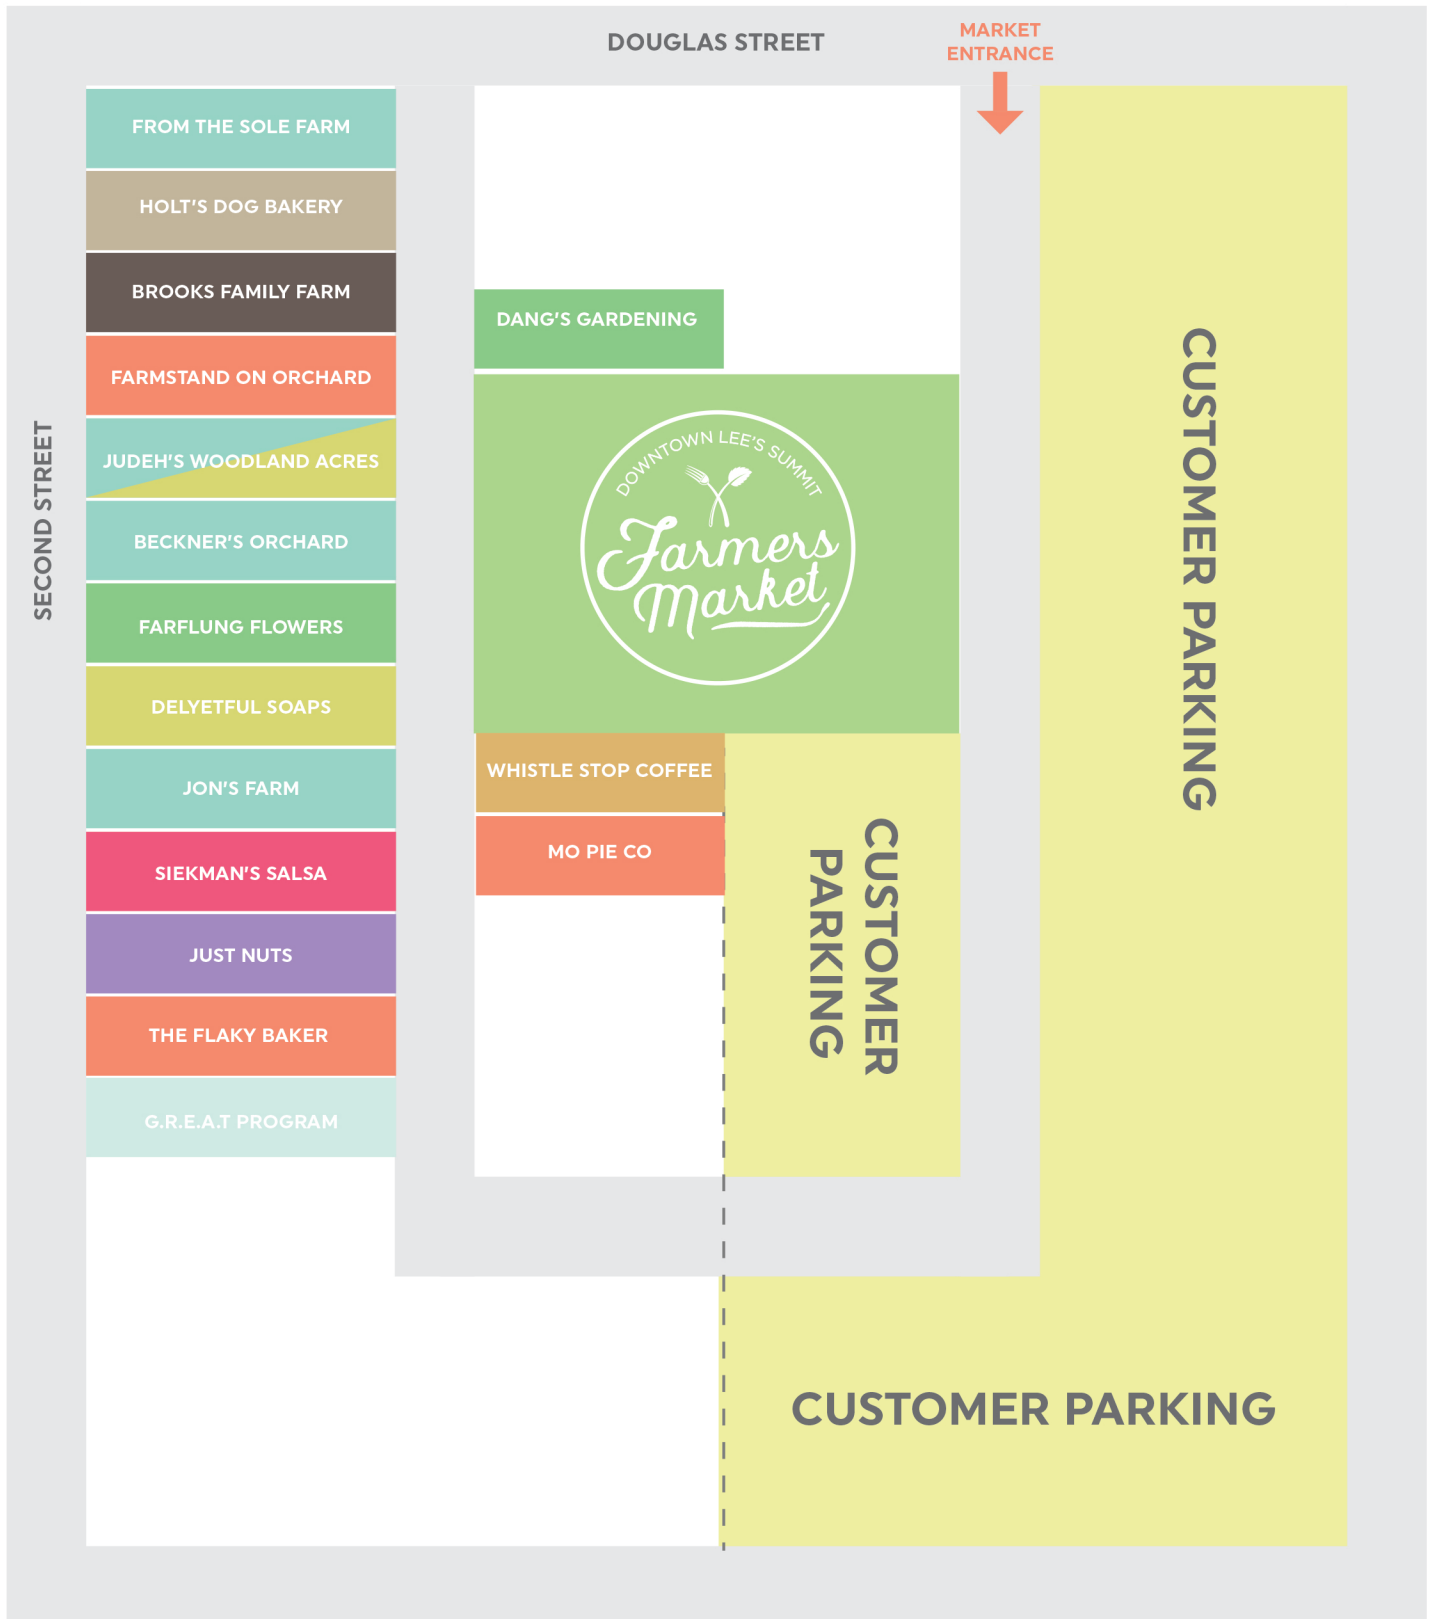 DOUGLAS STREET
MARKET
ENTRANCE
SECOND STREET
FROM THE SOLE FARM
HOLT'S DOG BAKERY
BROOKS FAMILY FARM
FARMSTAND ON ORCHARD
JUDEH'S WOODLAND ACRES
BECKNER'S ORCHARD
FARFLUNG FLOWERS
DELYETFUL SOAPS
JON'S FARM
SIEKMAN'S SALSA
JUST NUTS
THE FLAKY BAKER
G.R.E.A.T PROGRAM
DANG'S GARDENING
DOWNTOWN LEE'S SUMMIT
Farmers
Market
WHISTLE STOP COFFEE
MO PIE CO
CUSTOMER
PARKING
CUSTOMER PARKING
CUSTOMER PARKING